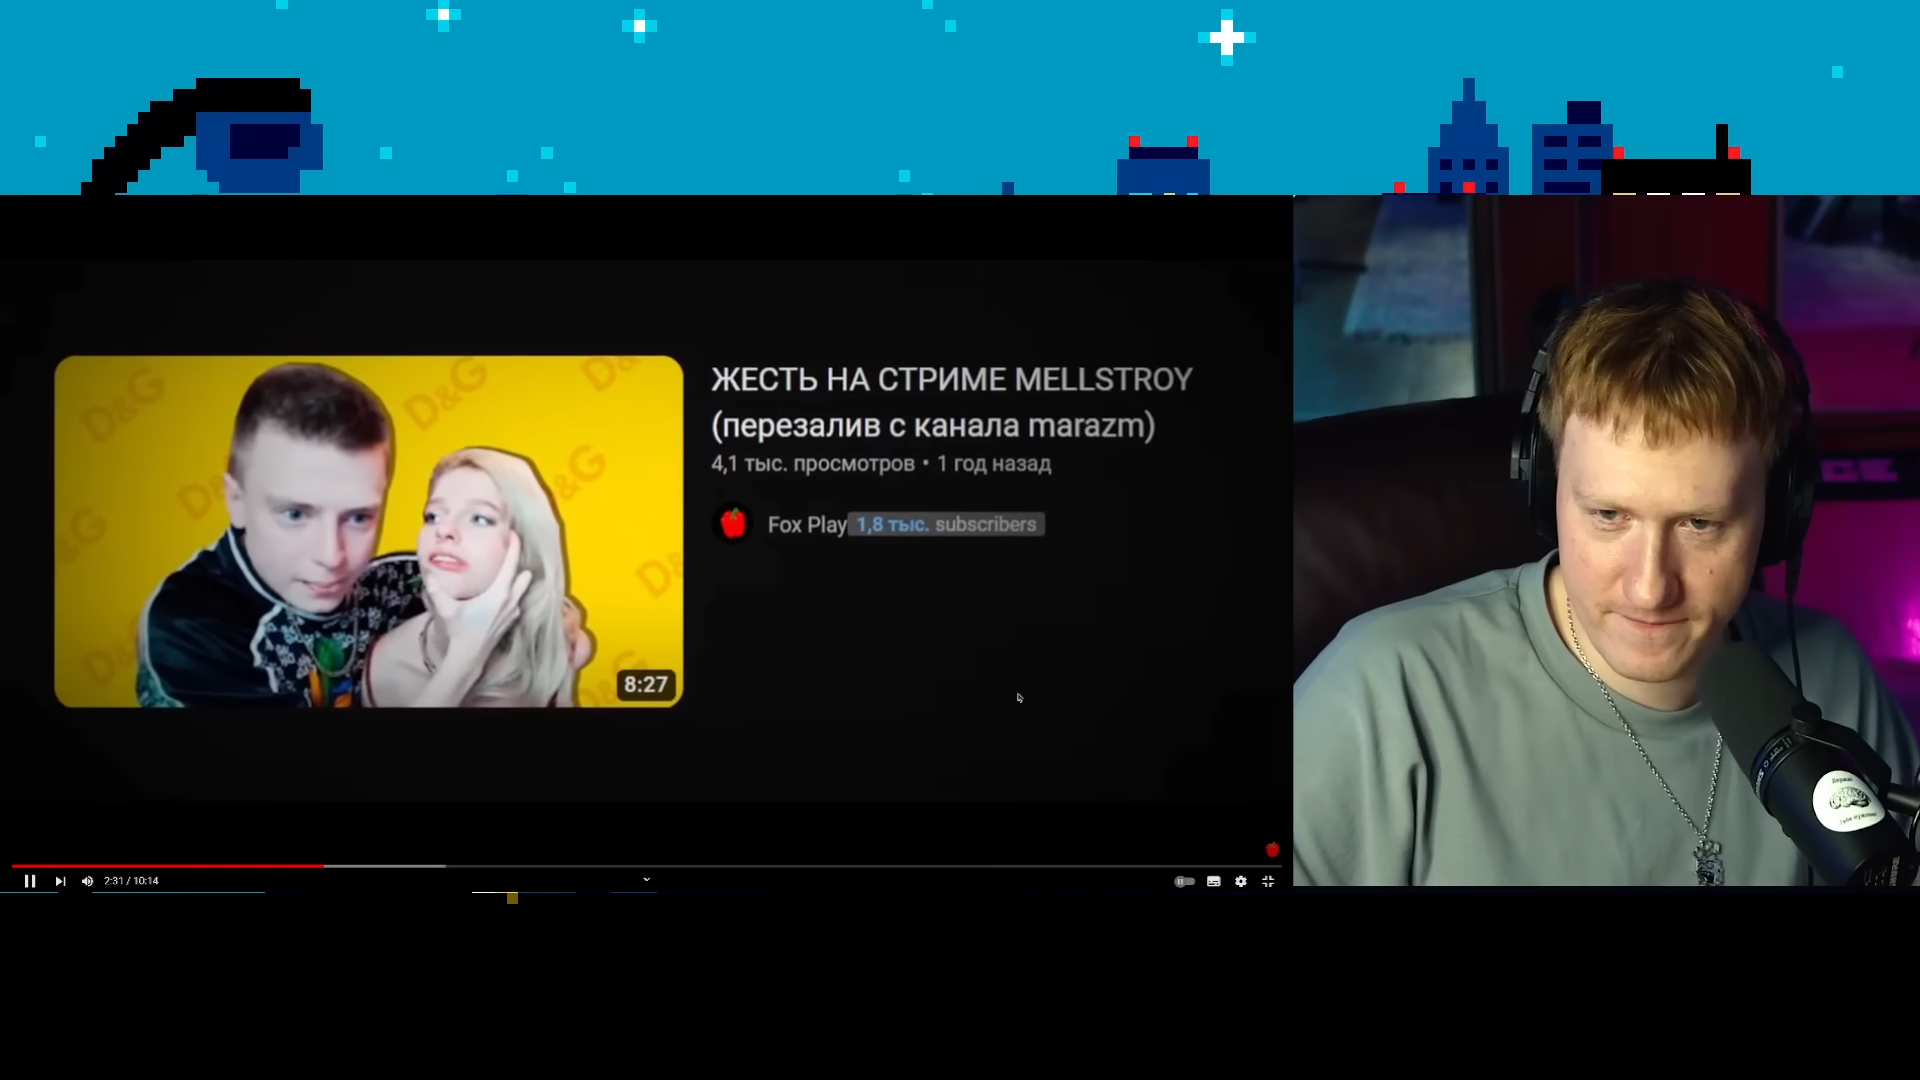 D&G
D&G
D&G
D&G
8:27
ЖЕСТЬ НА СТРИМЕ MELLSTROY
(перезалив с канала marazm)
4,1 тыс. просмотров • 1 год назад
Fox Play 1,8 тыс. subscribers
2:31 / 10:14